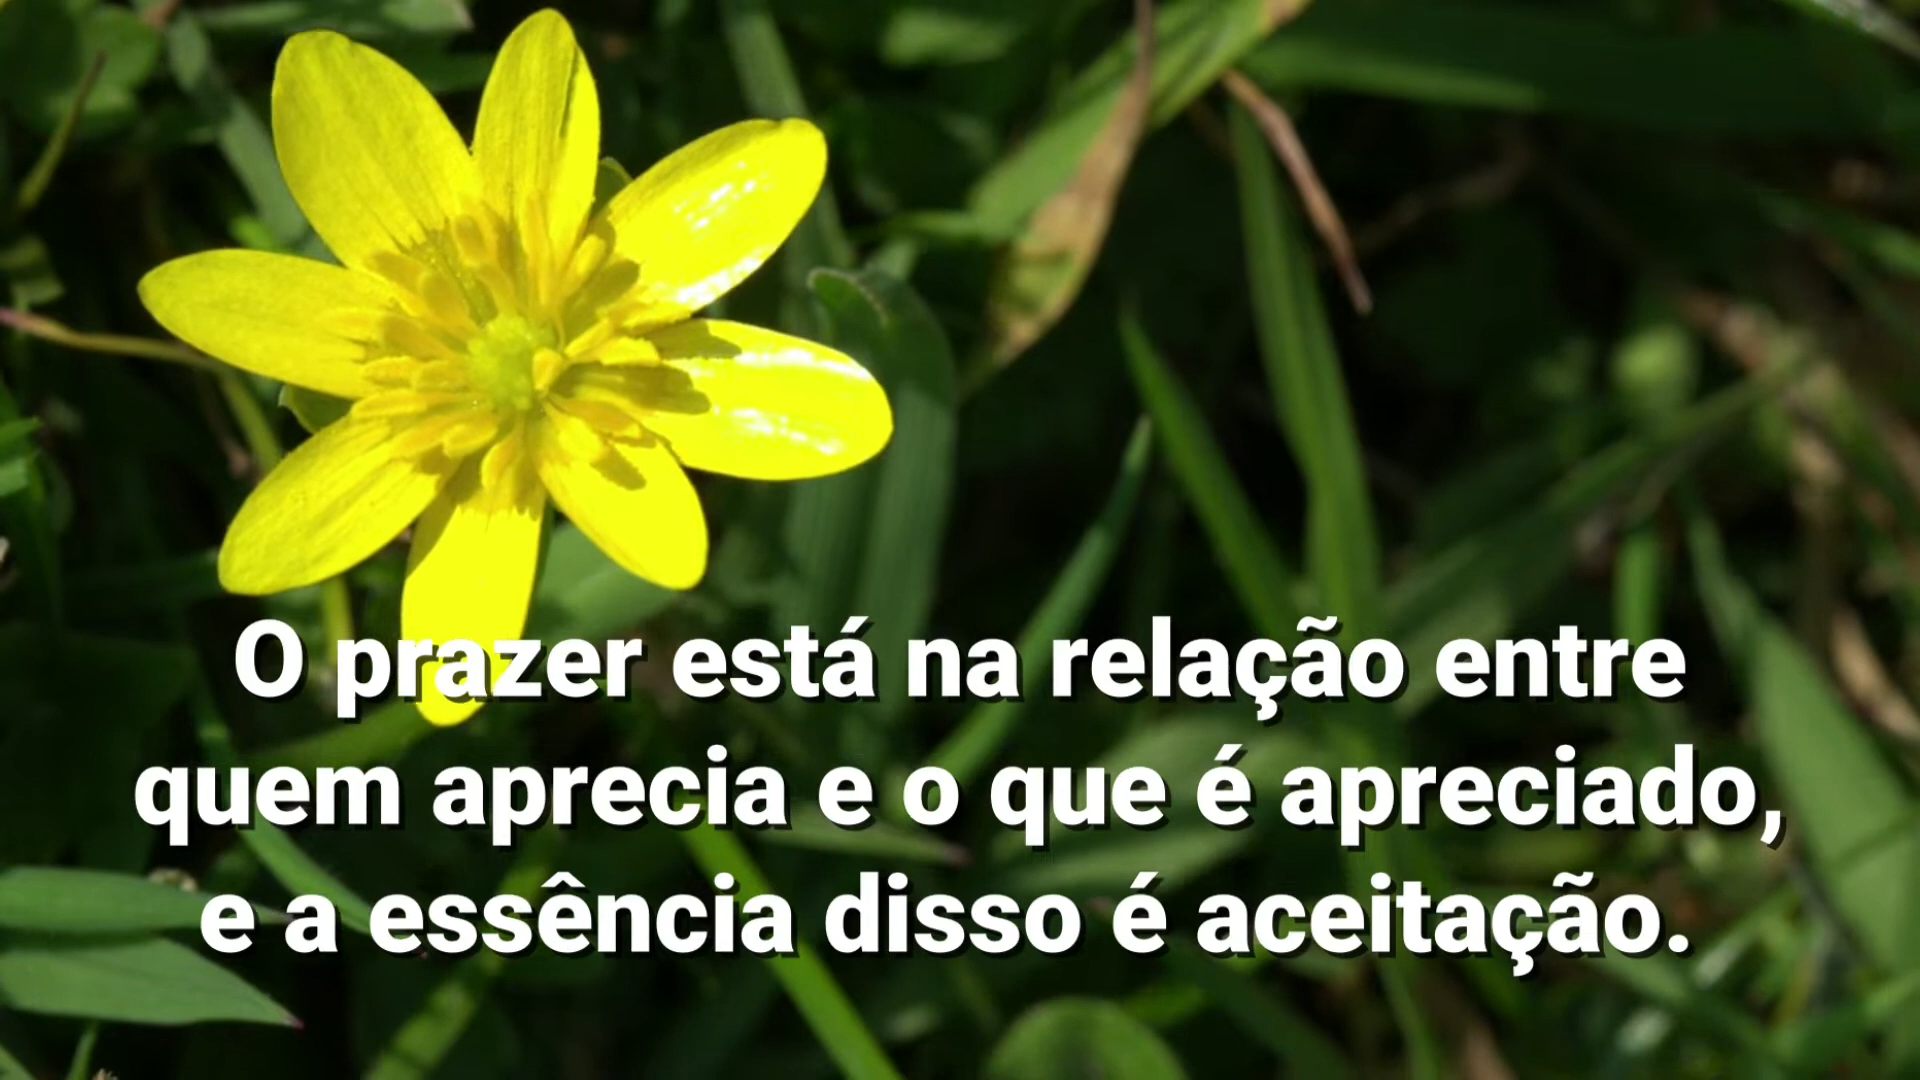 O prazer está na relação entre
quem aprecia e o que é apreciado,
e a essência disso é aceitação.